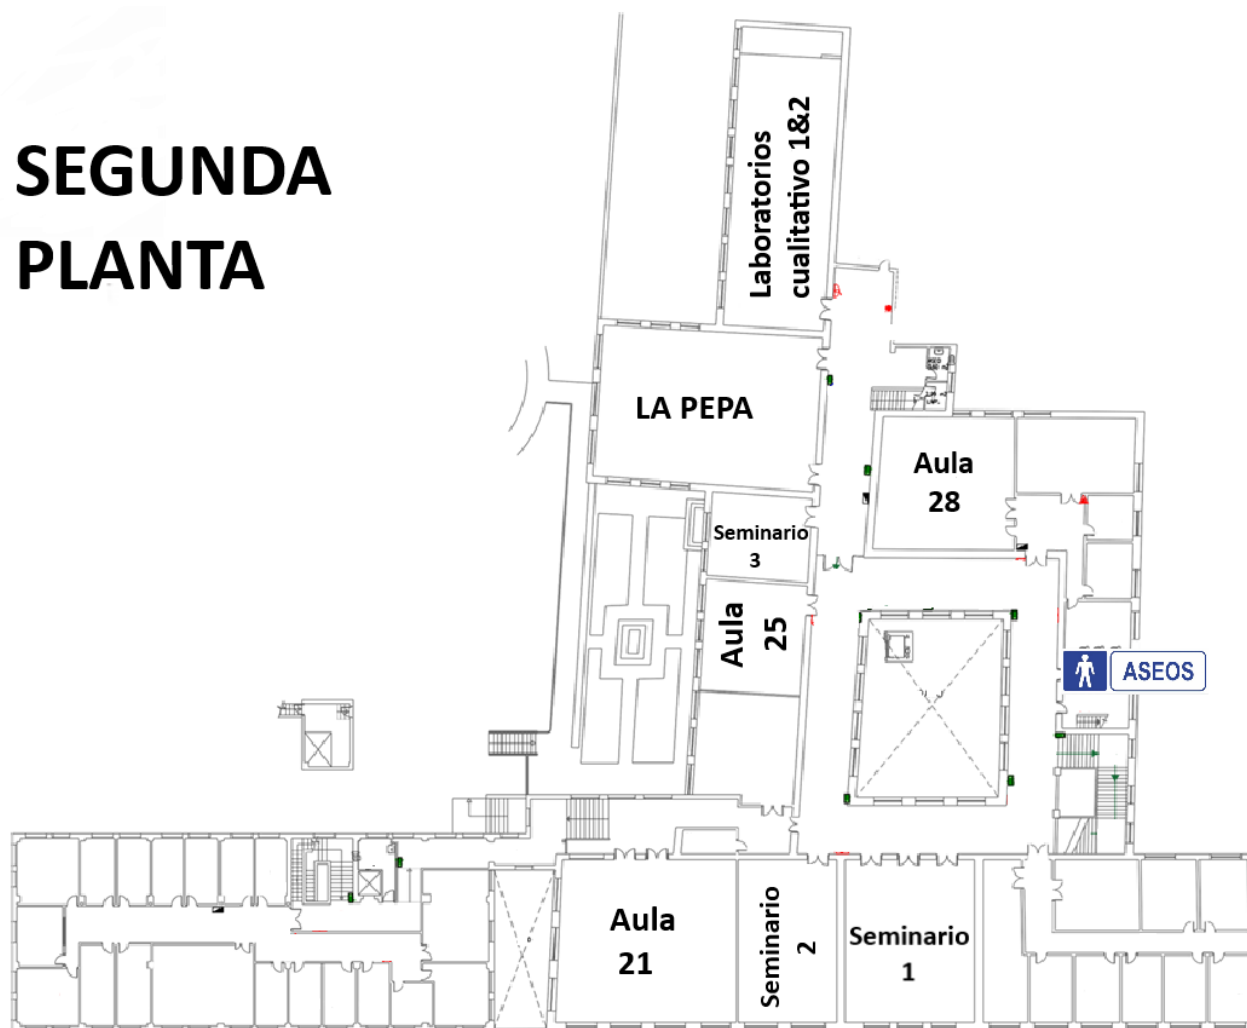 SEGUNDA
PLANTA
Laboratorios
cualitativo 1&2
LA PEPA
Aula
28
Seminario
3
Aula
25
ASEOS
Aula
21
Seminario
2
Seminario
1